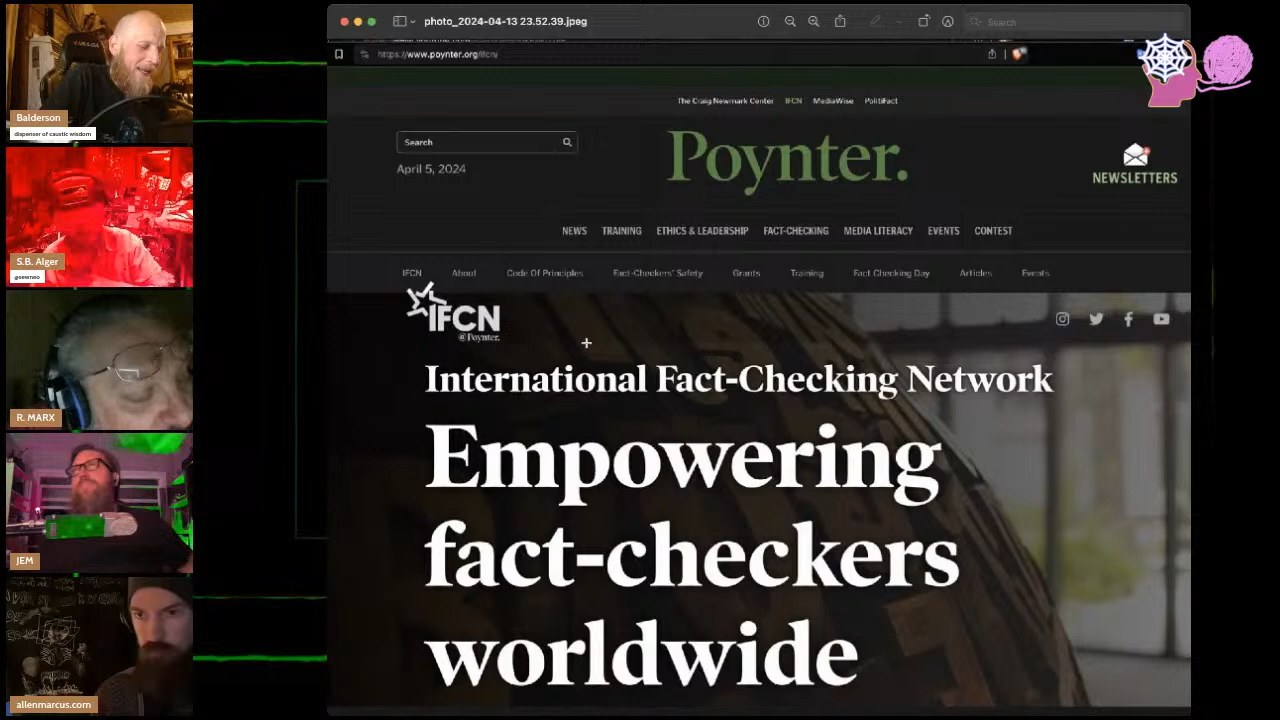 Balderson
dispenser of caustic wisdom
S.B. Alger
@sewneo
R. MARX
JEM
allenmarcus.com
photo_2024-04-13 23.52.39.jpeg
Search
https://www.poynter.org/ifcn/
The Craig Newmark Center IFCN MediaWise PolitiFact
Search
April 5, 2024
Poynter.
NEWSLETTERS
NEWS TRAINING ETHICS & LEADERSHIP FACT-CHECKING MEDIA LITERACY EVENTS CONTEST
IFCN About Code Of Principles Fact-Checkers' Safety Grants Training Fact Checking Day Articles Events
IFCN
@Poynter.
International Fact-Checking Network
Empowering
fact-checkers
worldwide